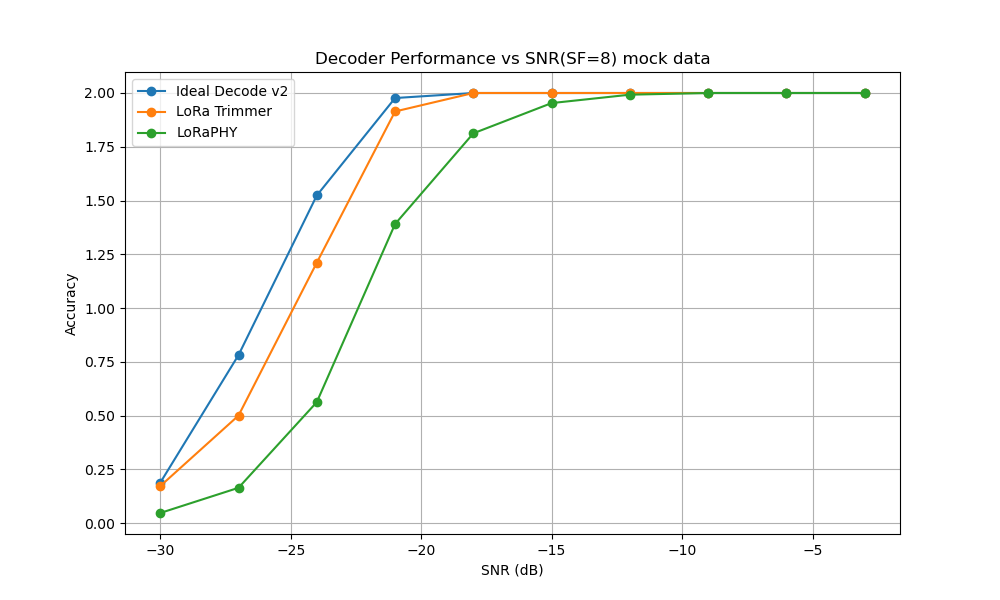 Decoder Performance vs SNR(SF=8) mock data
Ideal Decode v2
LoRa Trimmer
LoRaPHY
2.00
1.75
1.50
1.25
1.00
0.75
0.50
0.25
0.00
Accuracy
−30
−25
−20
−15
−10
−5
SNR (dB)